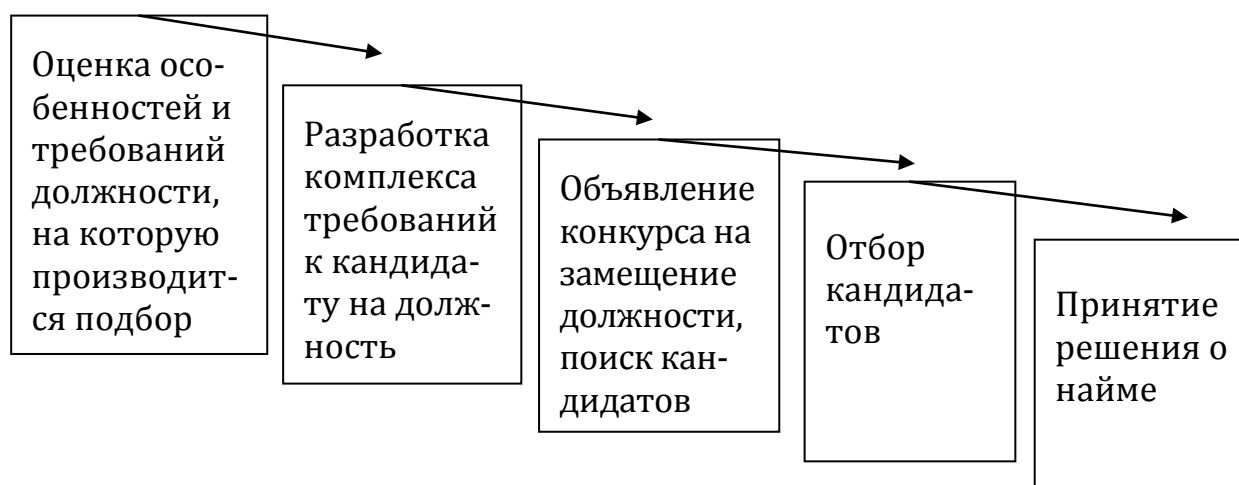 Оценка осо-
бенностей и
требований
должности,
на которую
производит-
ся подбор
Разработка
комплекса
требований
к кандида-
ту на долж-
ность
Объявление
конкурса на
замещение
должности,
поиск кан-
дидатов
Отбор
кандида-
тов
Принятие
решения о
найме